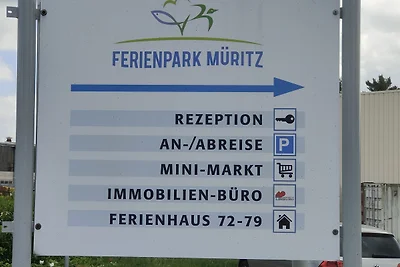 FERIENPARK MÜRITZ
REZEPTION
AN-/ABREISE P
MINI-MARKT
IMMOBILIEN-BÜRO
FERIENHAUS 72-79